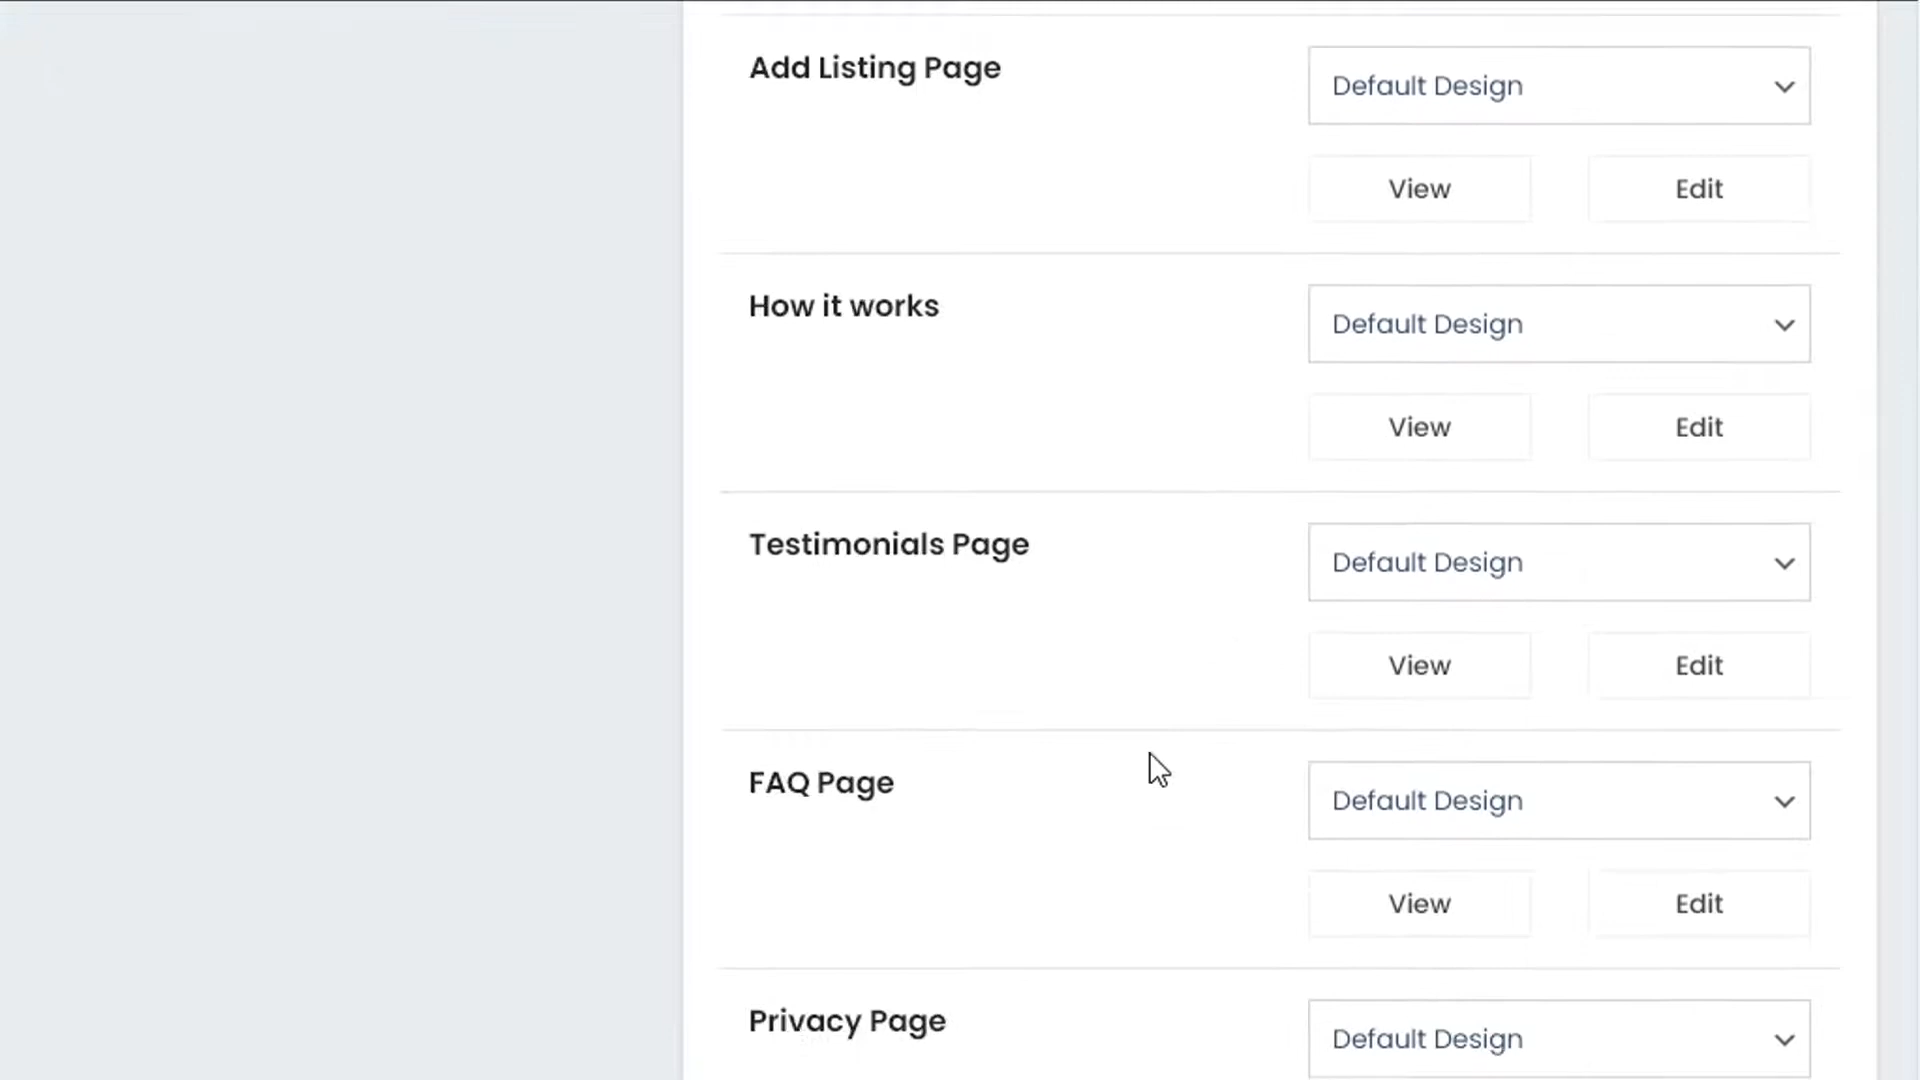 Add Listing Page
Default Design
View Edit
How it works
Default Design
View Edit
Testimonials Page
Default Design
View Edit
FAQ Page
Default Design
View Edit
Privacy Page
Default Design